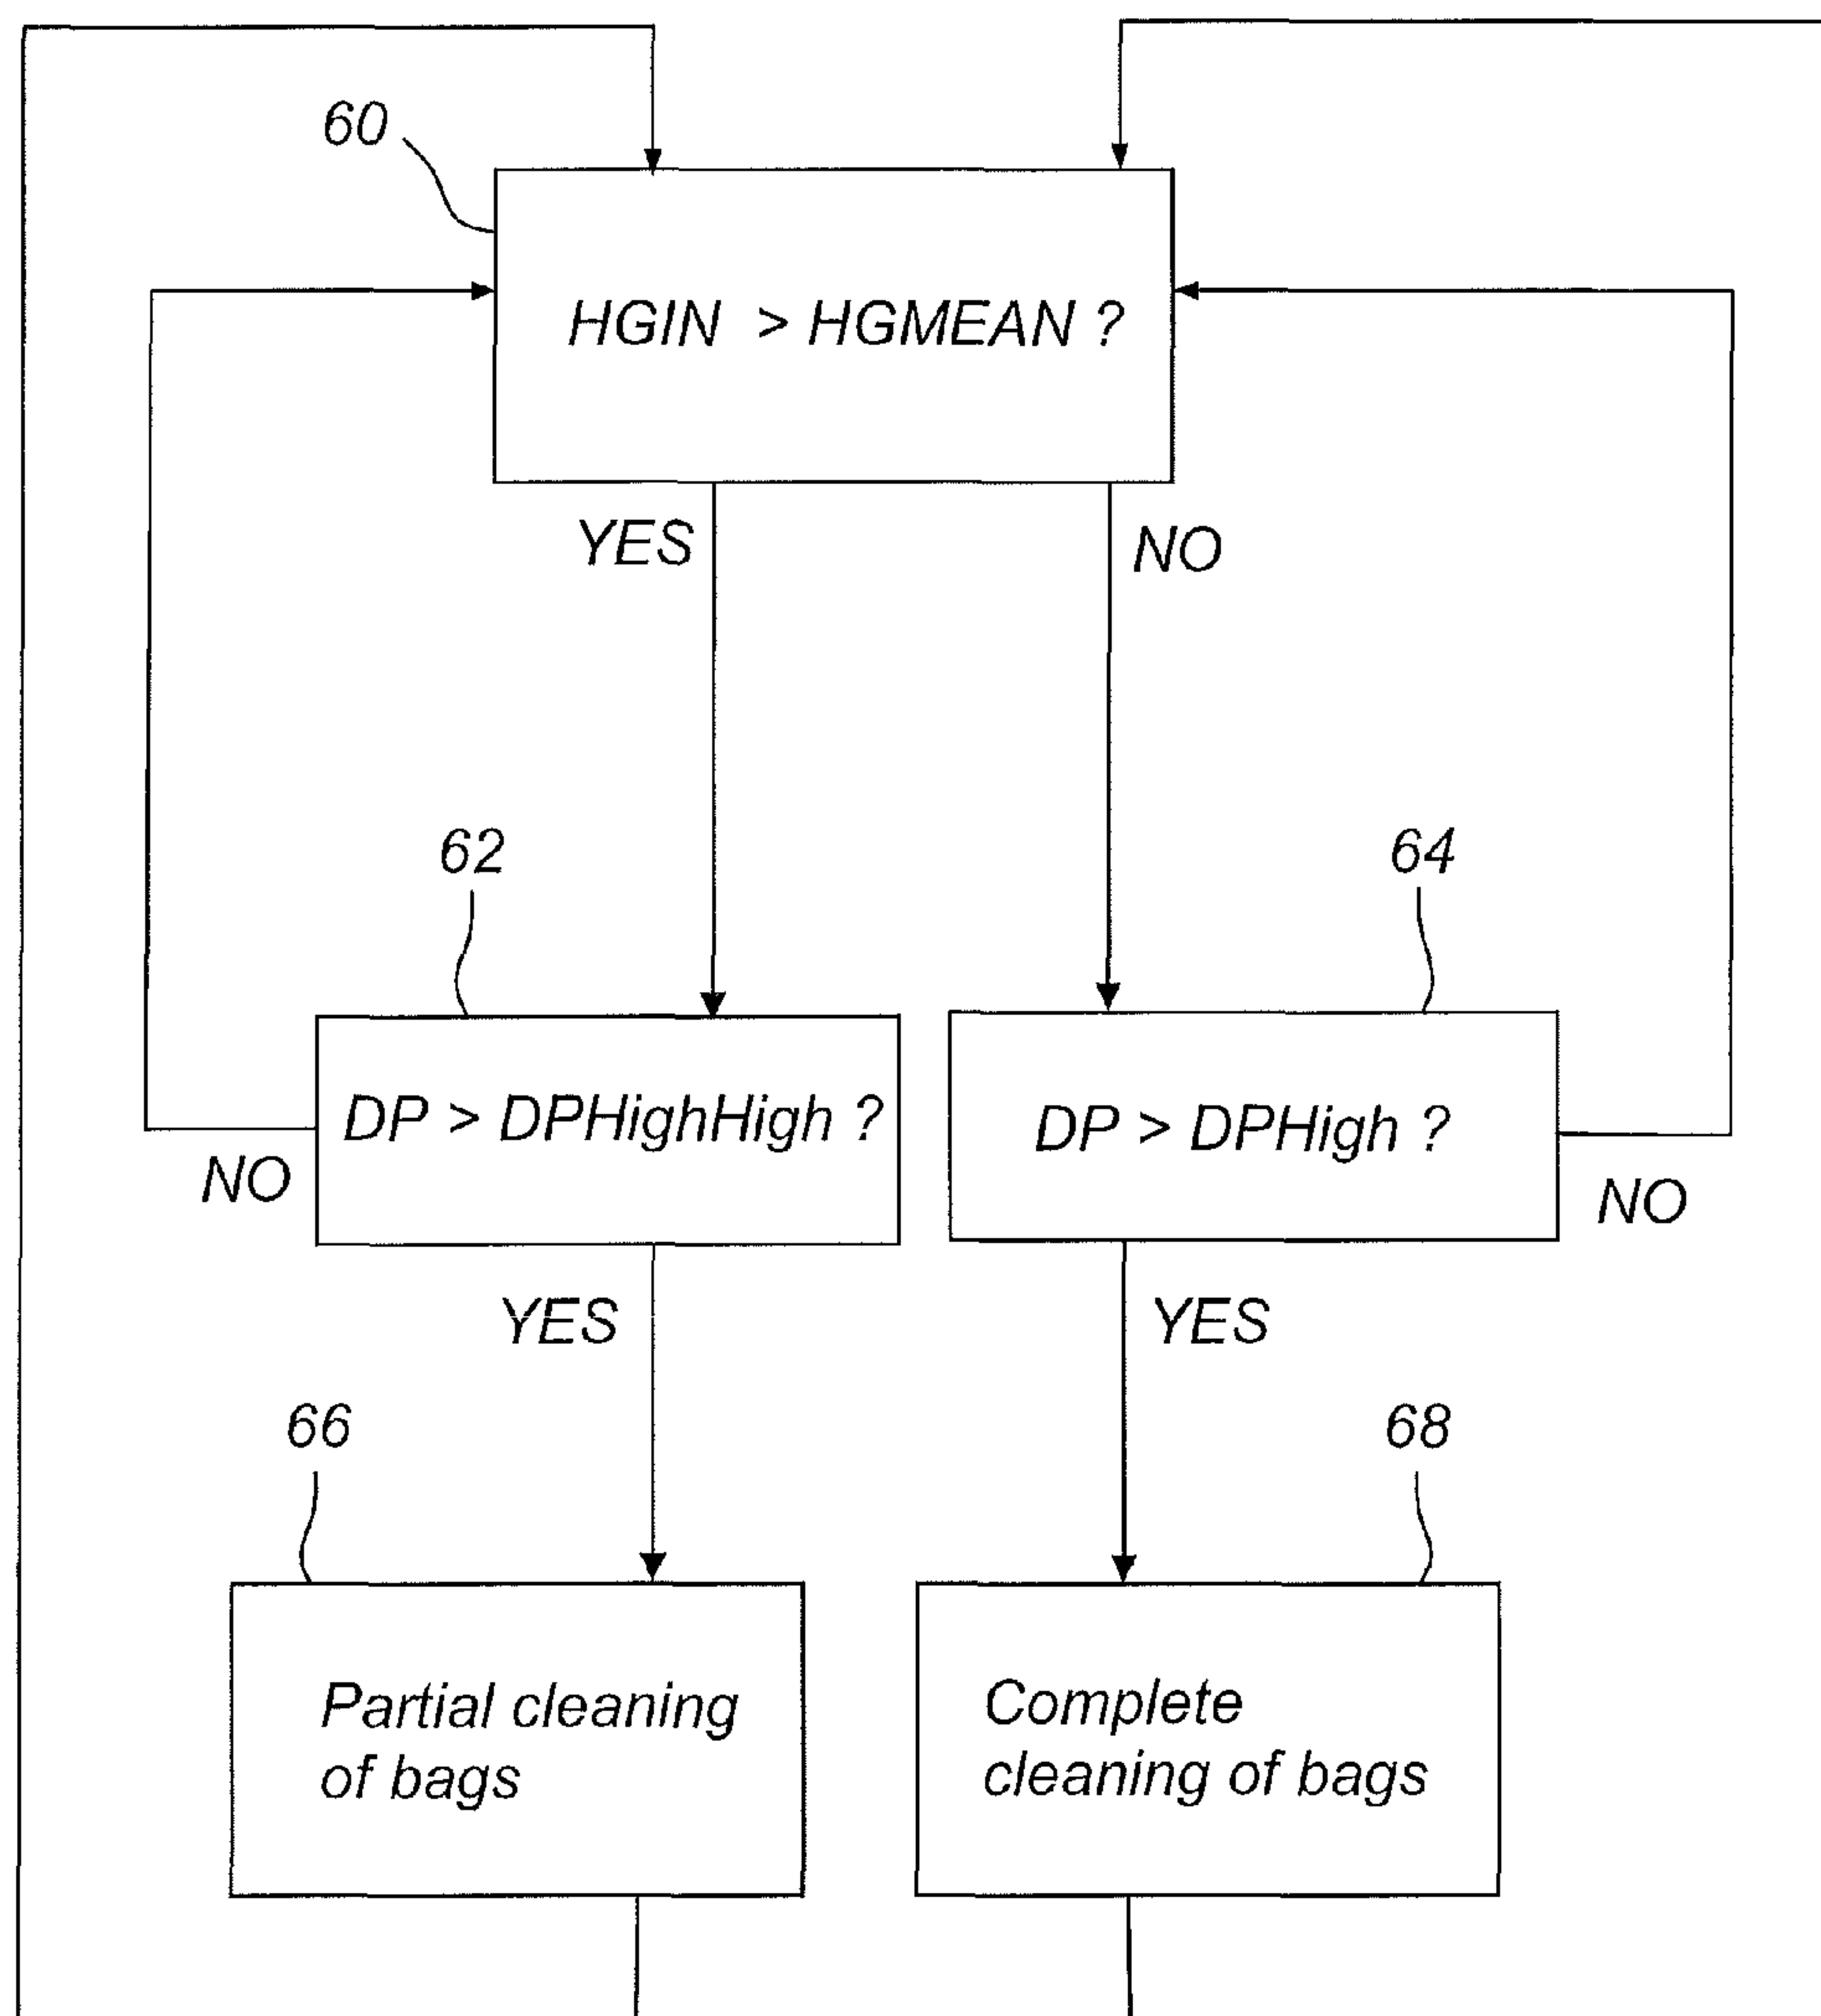 60
HGIN > HGMEAN ?
YES
NO
62
64
DP > DPHighHigh ?
DP > DPHigh ?
NO
NO
YES
YES
66
68
Partial cleaning
of bags
Complete
cleaning of bags